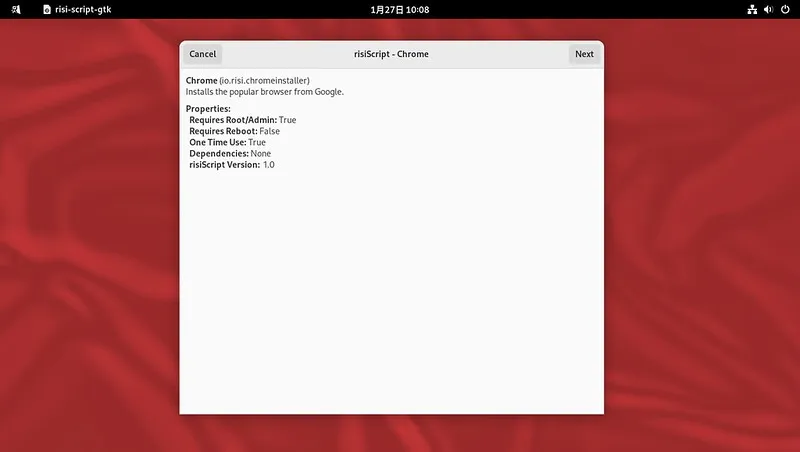 risi-script-gtk
1月27日 10:08
Cancel
risiScript - Chrome
Next
Chrome (io.risi.chromeinstaller)
Installs the popular browser from Google.
Properties:
Requires Root/Admin: True
Requires Reboot: False
One Time Use: True
Dependencies: None
risiScript Version: 1.0